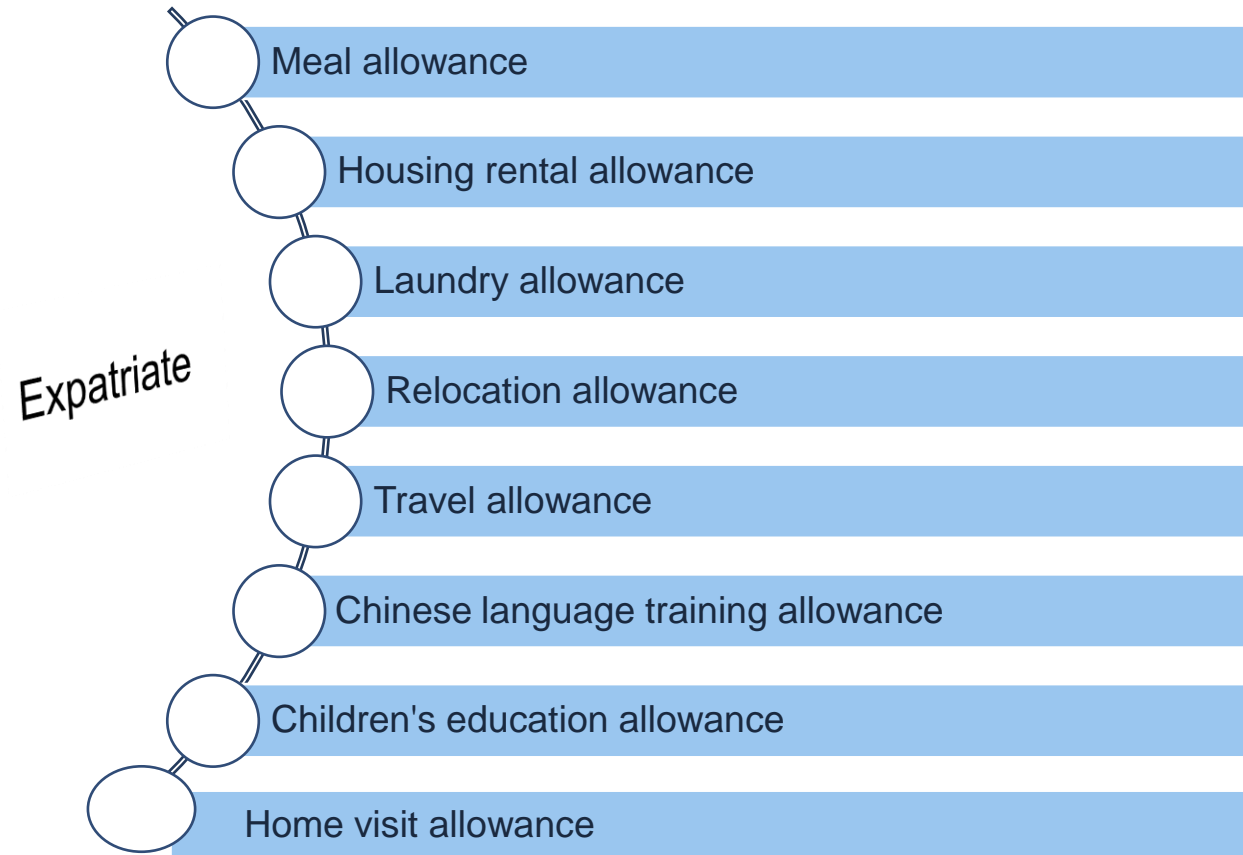 Meal allowance
Housing rental allowance
Laundry allowance
Expatriate
Relocation allowance
Travel allowance
Chinese language training allowance
Children's education allowance
Home visit allowance